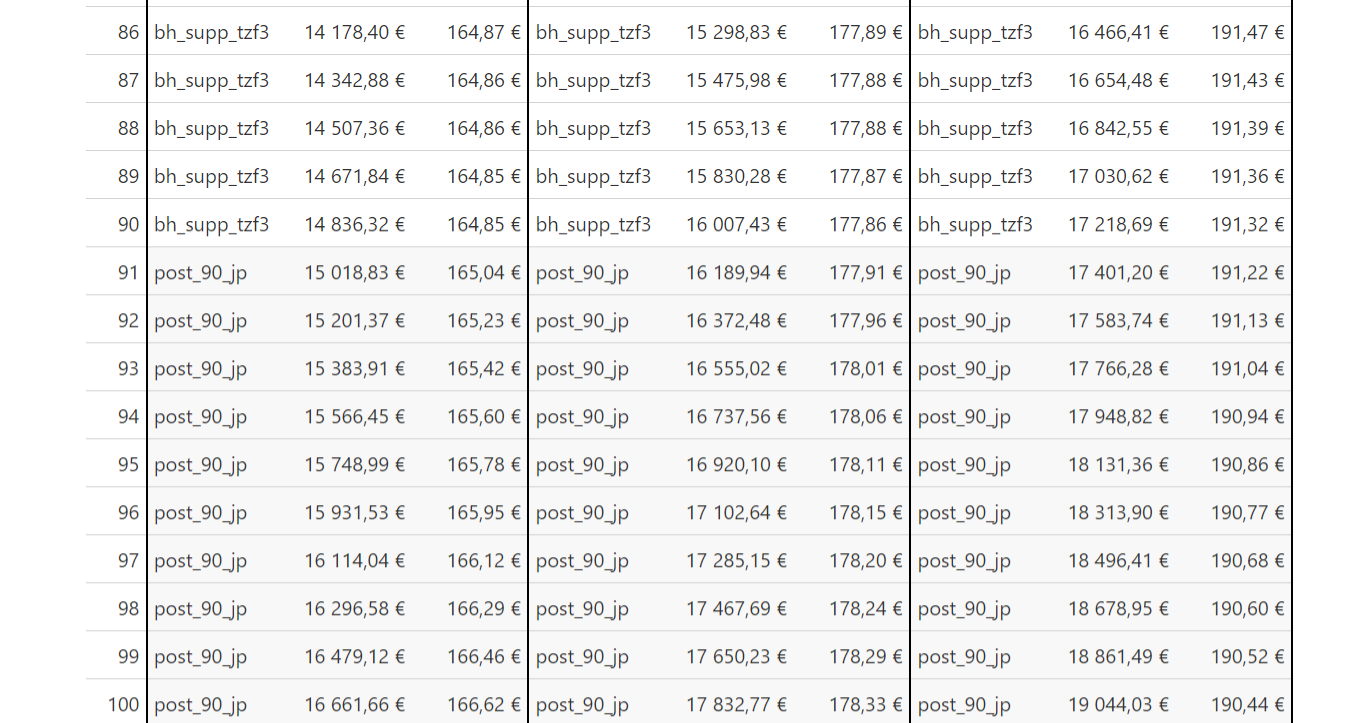 86 bh_supp_tzf3 14 178,40 € 164,87 € bh_supp_tzf3 15 298,83 € 177,89 € bh_supp_tzf3 16 466,41 € 191,47 €
87 bh_supp_tzf3 14 342,88 € 164,86 € bh_supp_tzf3 15 475,98 € 177,88 € bh_supp_tzf3 16 654,48 € 191,43 €
88 bh_supp_tzf3 14 507,36 € 164,86 € bh_supp_tzf3 15 653,13 € 177,88 € bh_supp_tzf3 16 842,55 € 191,39 €
89 bh_supp_tzf3 14 671,84 € 164,85 € bh_supp_tzf3 15 830,28 € 177,87 € bh_supp_tzf3 17 030,62 € 191,36 €
90 bh_supp_tzf3 14 836,32 € 164,85 € bh_supp_tzf3 16 007,43 € 177,86 € bh_supp_tzf3 17 218,69 € 191,32 €
91 post_90_jp 15 018,83 € 165,04 € post_90_jp 16 189,94 € 177,91 € post_90_jp 17 401,20 € 191,22 €
92 post_90_jp 15 201,37 € 165,23 € post_90_jp 16 372,48 € 177,96 € post_90_jp 17 583,74 € 191,13 €
93 post_90_jp 15 383,91 € 165,42 € post_90_jp 16 555,02 € 178,01 € post_90_jp 17 766,28 € 191,04 €
94 post_90_jp 15 566,45 € 165,60 € post_90_jp 16 737,56 € 178,06 € post_90_jp 17 948,82 € 190,94 €
95 post_90_jp 15 748,99 € 165,78 € post_90_jp 16 920,10 € 178,11 € post_90_jp 18 131,36 € 190,86 €
96 post_90_jp 15 931,53 € 165,95 € post_90_jp 17 102,64 € 178,15 € post_90_jp 18 313,90 € 190,77 €
97 post_90_jp 16 114,04 € 166,12 € post_90_jp 17 285,15 € 178,20 € post_90_jp 18 496,41 € 190,68 €
98 post_90_jp 16 296,58 € 166,29 € post_90_jp 17 467,69 € 178,24 € post_90_jp 18 678,95 € 190,60 €
99 post_90_jp 16 479,12 € 166,46 € post_90_jp 17 650,23 € 178,29 € post_90_jp 18 861,49 € 190,52 €
100 post_90_jp 16 661,66 € 166,62 € post_90_jp 17 832,77 € 178,33 € post_90_jp 19 044,03 € 190,44 €